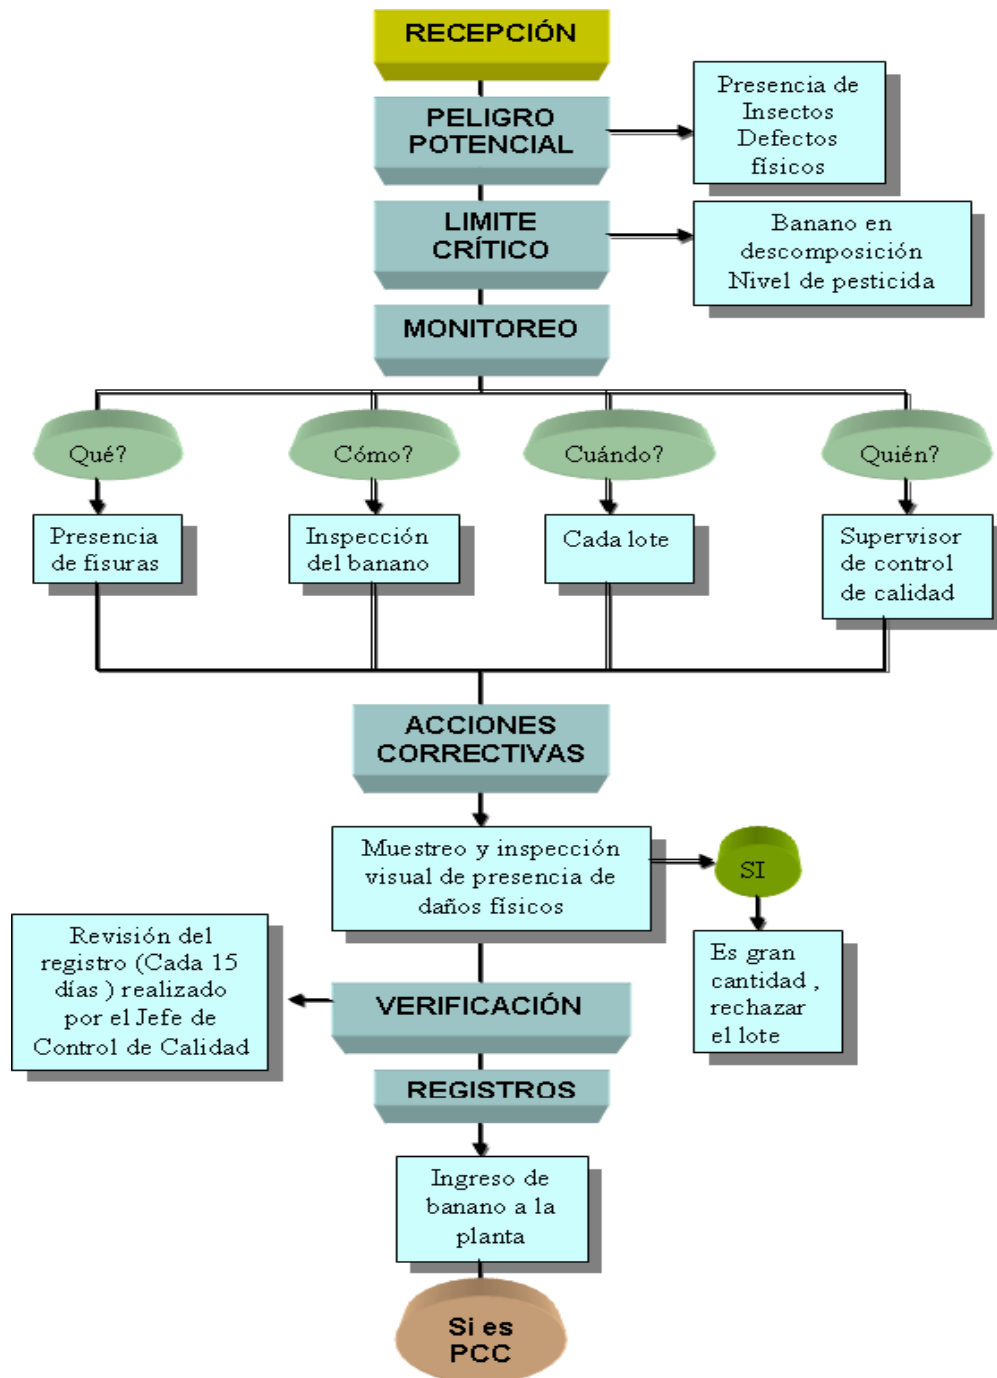 RECEPCIÓN
PELIGRO
POTENCIAL
Presencia de
Insectos
Defectos
físicos
LIMITE
CRÍTICO
Banano en
descomposición
Nivel de pesticida
MONITOREO
Qué?
Cómo?
Cuándo?
Quién?
Presencia
de fisuras
Inspección
del banano
Cada lote
Supervisor
de control
de calidad
ACCIONES
CORRECTIVAS
Muestreo y inspección
visual de presencia de
daños físicos
SI
Es gran
cantidad ,
rechazar
el lote
Revisión del
registro (Cada 15
días ) realizado
por el Jefe de
Control de Calidad
VERIFICACIÓN
REGISTROS
Ingreso de
banano a la
planta
Si es
PCC